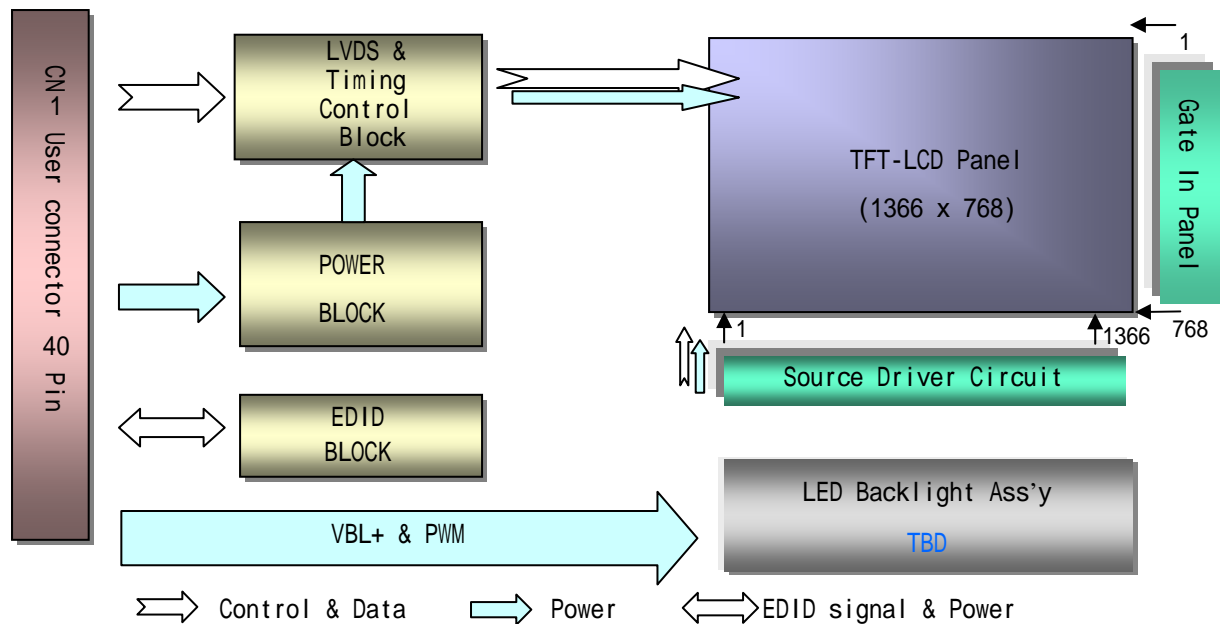 CN1 User connector 40 Pin
LVDS &
Timing
Control
Block
POWER
BLOCK
EDID
BLOCK
VBL+ & PWM
TFT-LCD Panel
(1366 x 768)
1
Gate In Panel
768
1
1366
Source Driver Circuit
LED Backlight Ass’y
TBD
Control & Data
Power
EDID signal & Power